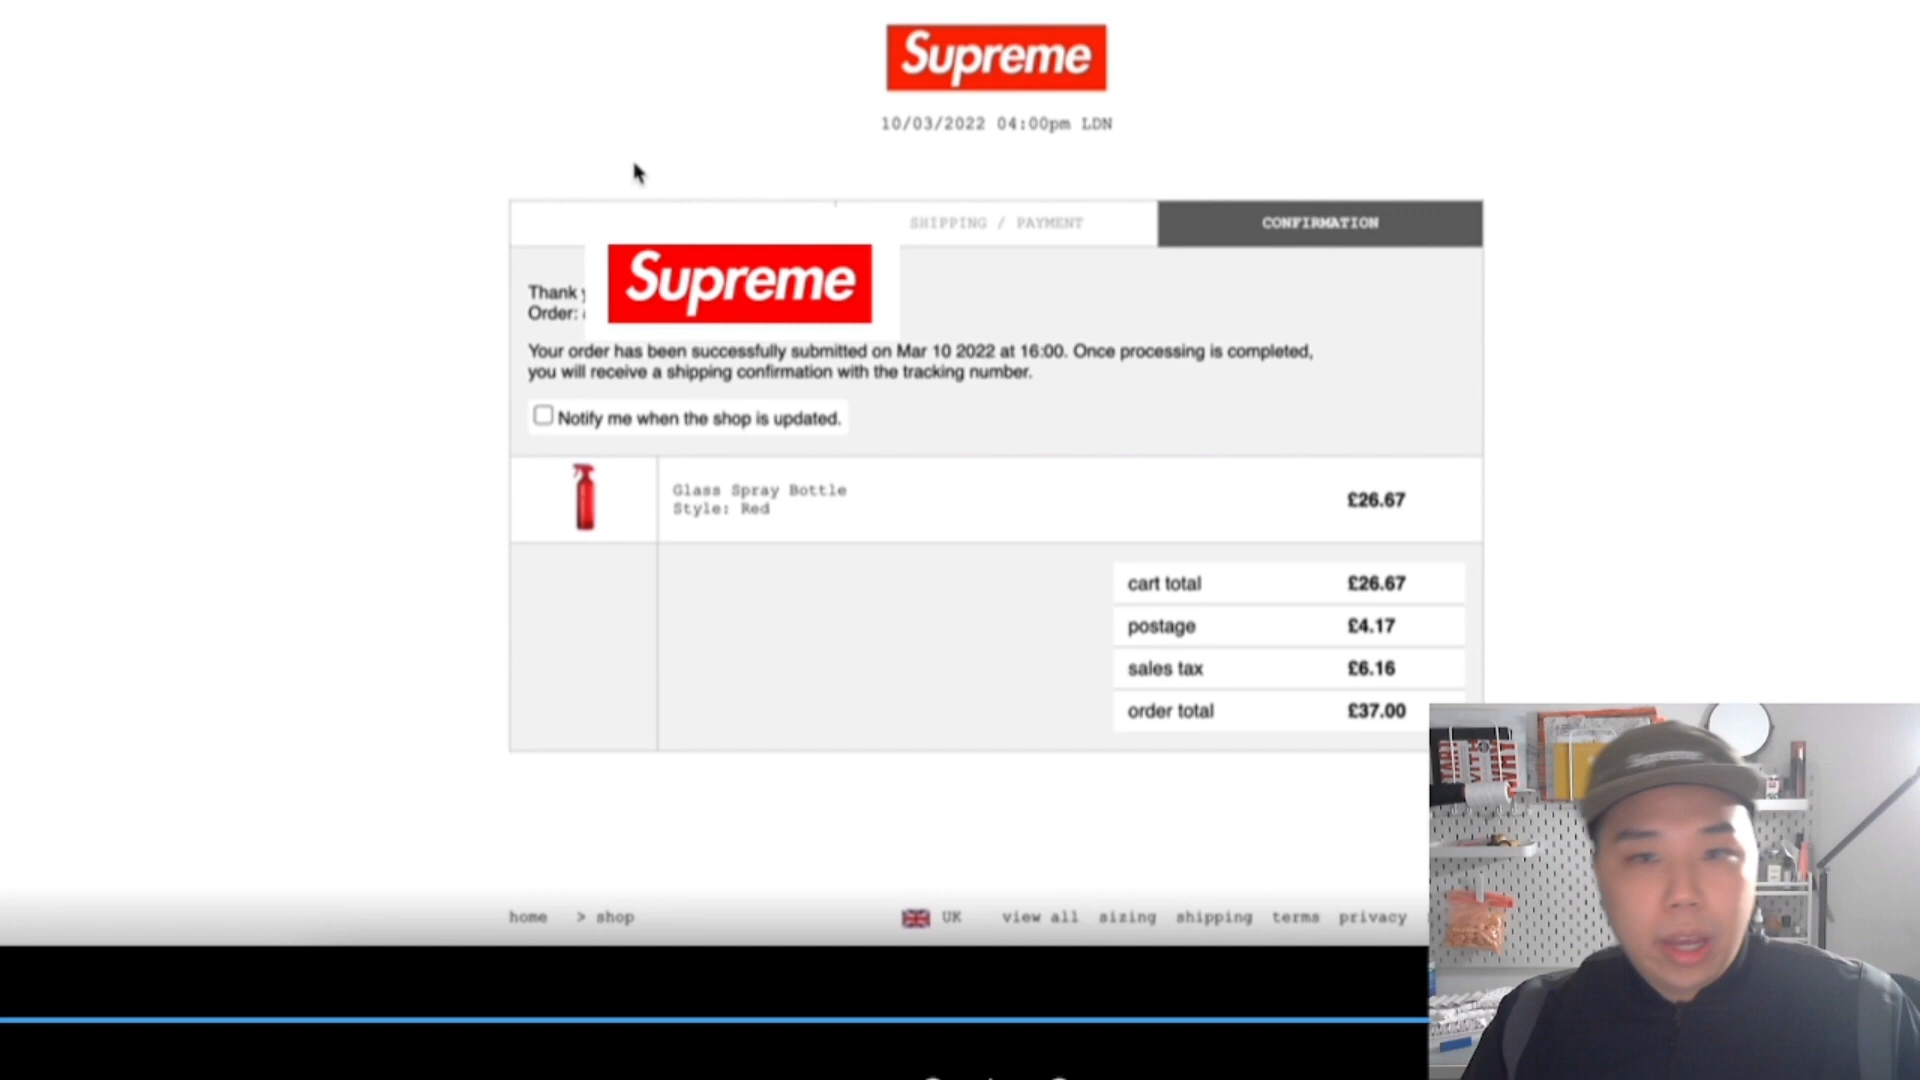 Supreme
10/03/2022 04:00pm LDN
SHIPPING / PAYMENT
CONFIRMATION
Supreme
Thank
Order:
Your order has been successfully submitted on Mar 10 2022 at 16:00. Once processing is completed,
you will receive a shipping confirmation with the tracking number.
Notify me when the shop is updated.
Glass Spray Bottle
Style: Red
£26.67
cart total £26.67
postage £4.17
sales tax £6.16
order total £37.00
home > shop
UK view all sizing shipping terms privacy